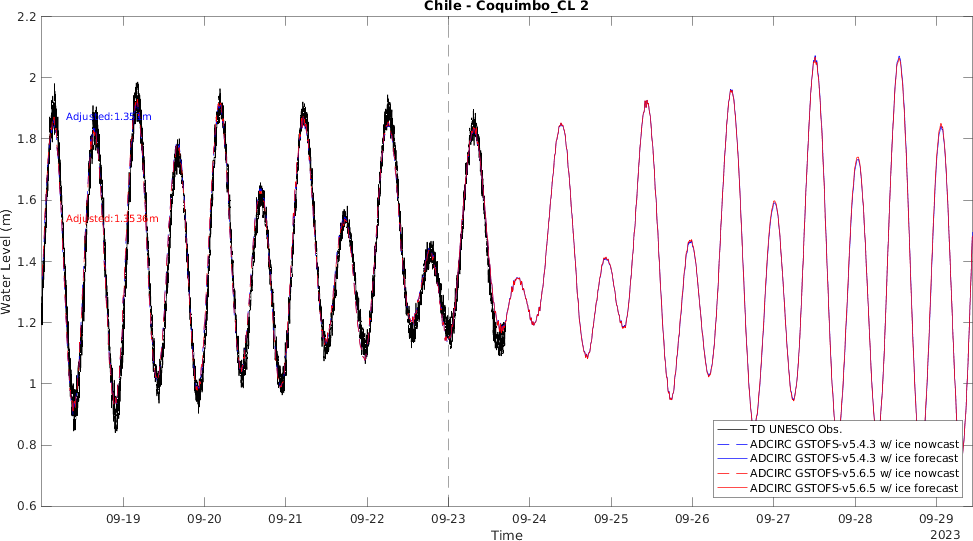 Chile - Coquimbo_CL 2
2.2
2
1.8
1.6
1.4
1.2
1
0.8
0.6
Water Level (m)
Adjusted:1.3536m
09-19
09-20
09-21
09-22
09-23
09-24
09-25
09-26
09-27
09-28
09-29
2023
Time
TD UNESCO Obs.
ADCIRC GSTOFS-v5.4.3 w/ ice nowcast
ADCIRC GSTOFS-v5.4.3 w/ ice forecast
ADCIRC GSTOFS-v5.6.5 w/ ice nowcast
ADCIRC GSTOFS-v5.6.5 w/ ice forecast